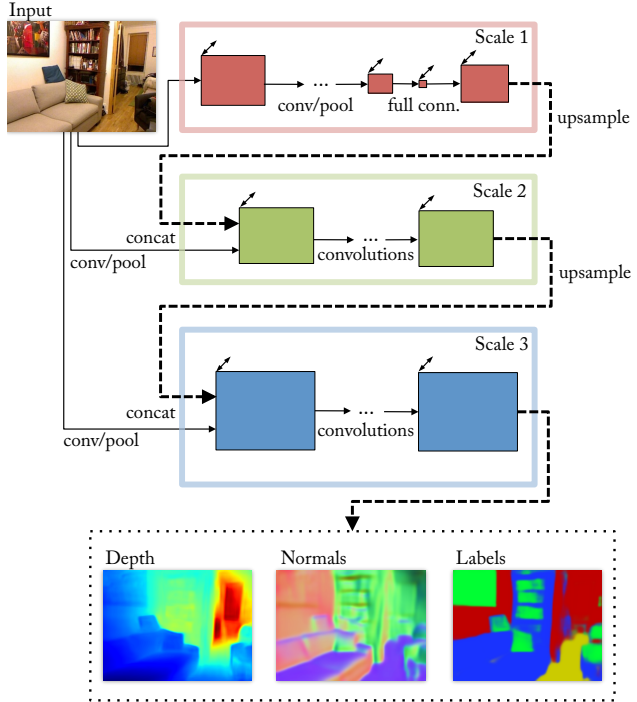 Input
Scale 1
...
conv/pool
full conn.
upsample
Scale 2
concat
...
conv/pool
convolutions
upsample
Scale 3
concat
...
conv/pool
convolutions
Depth
Normals
Labels